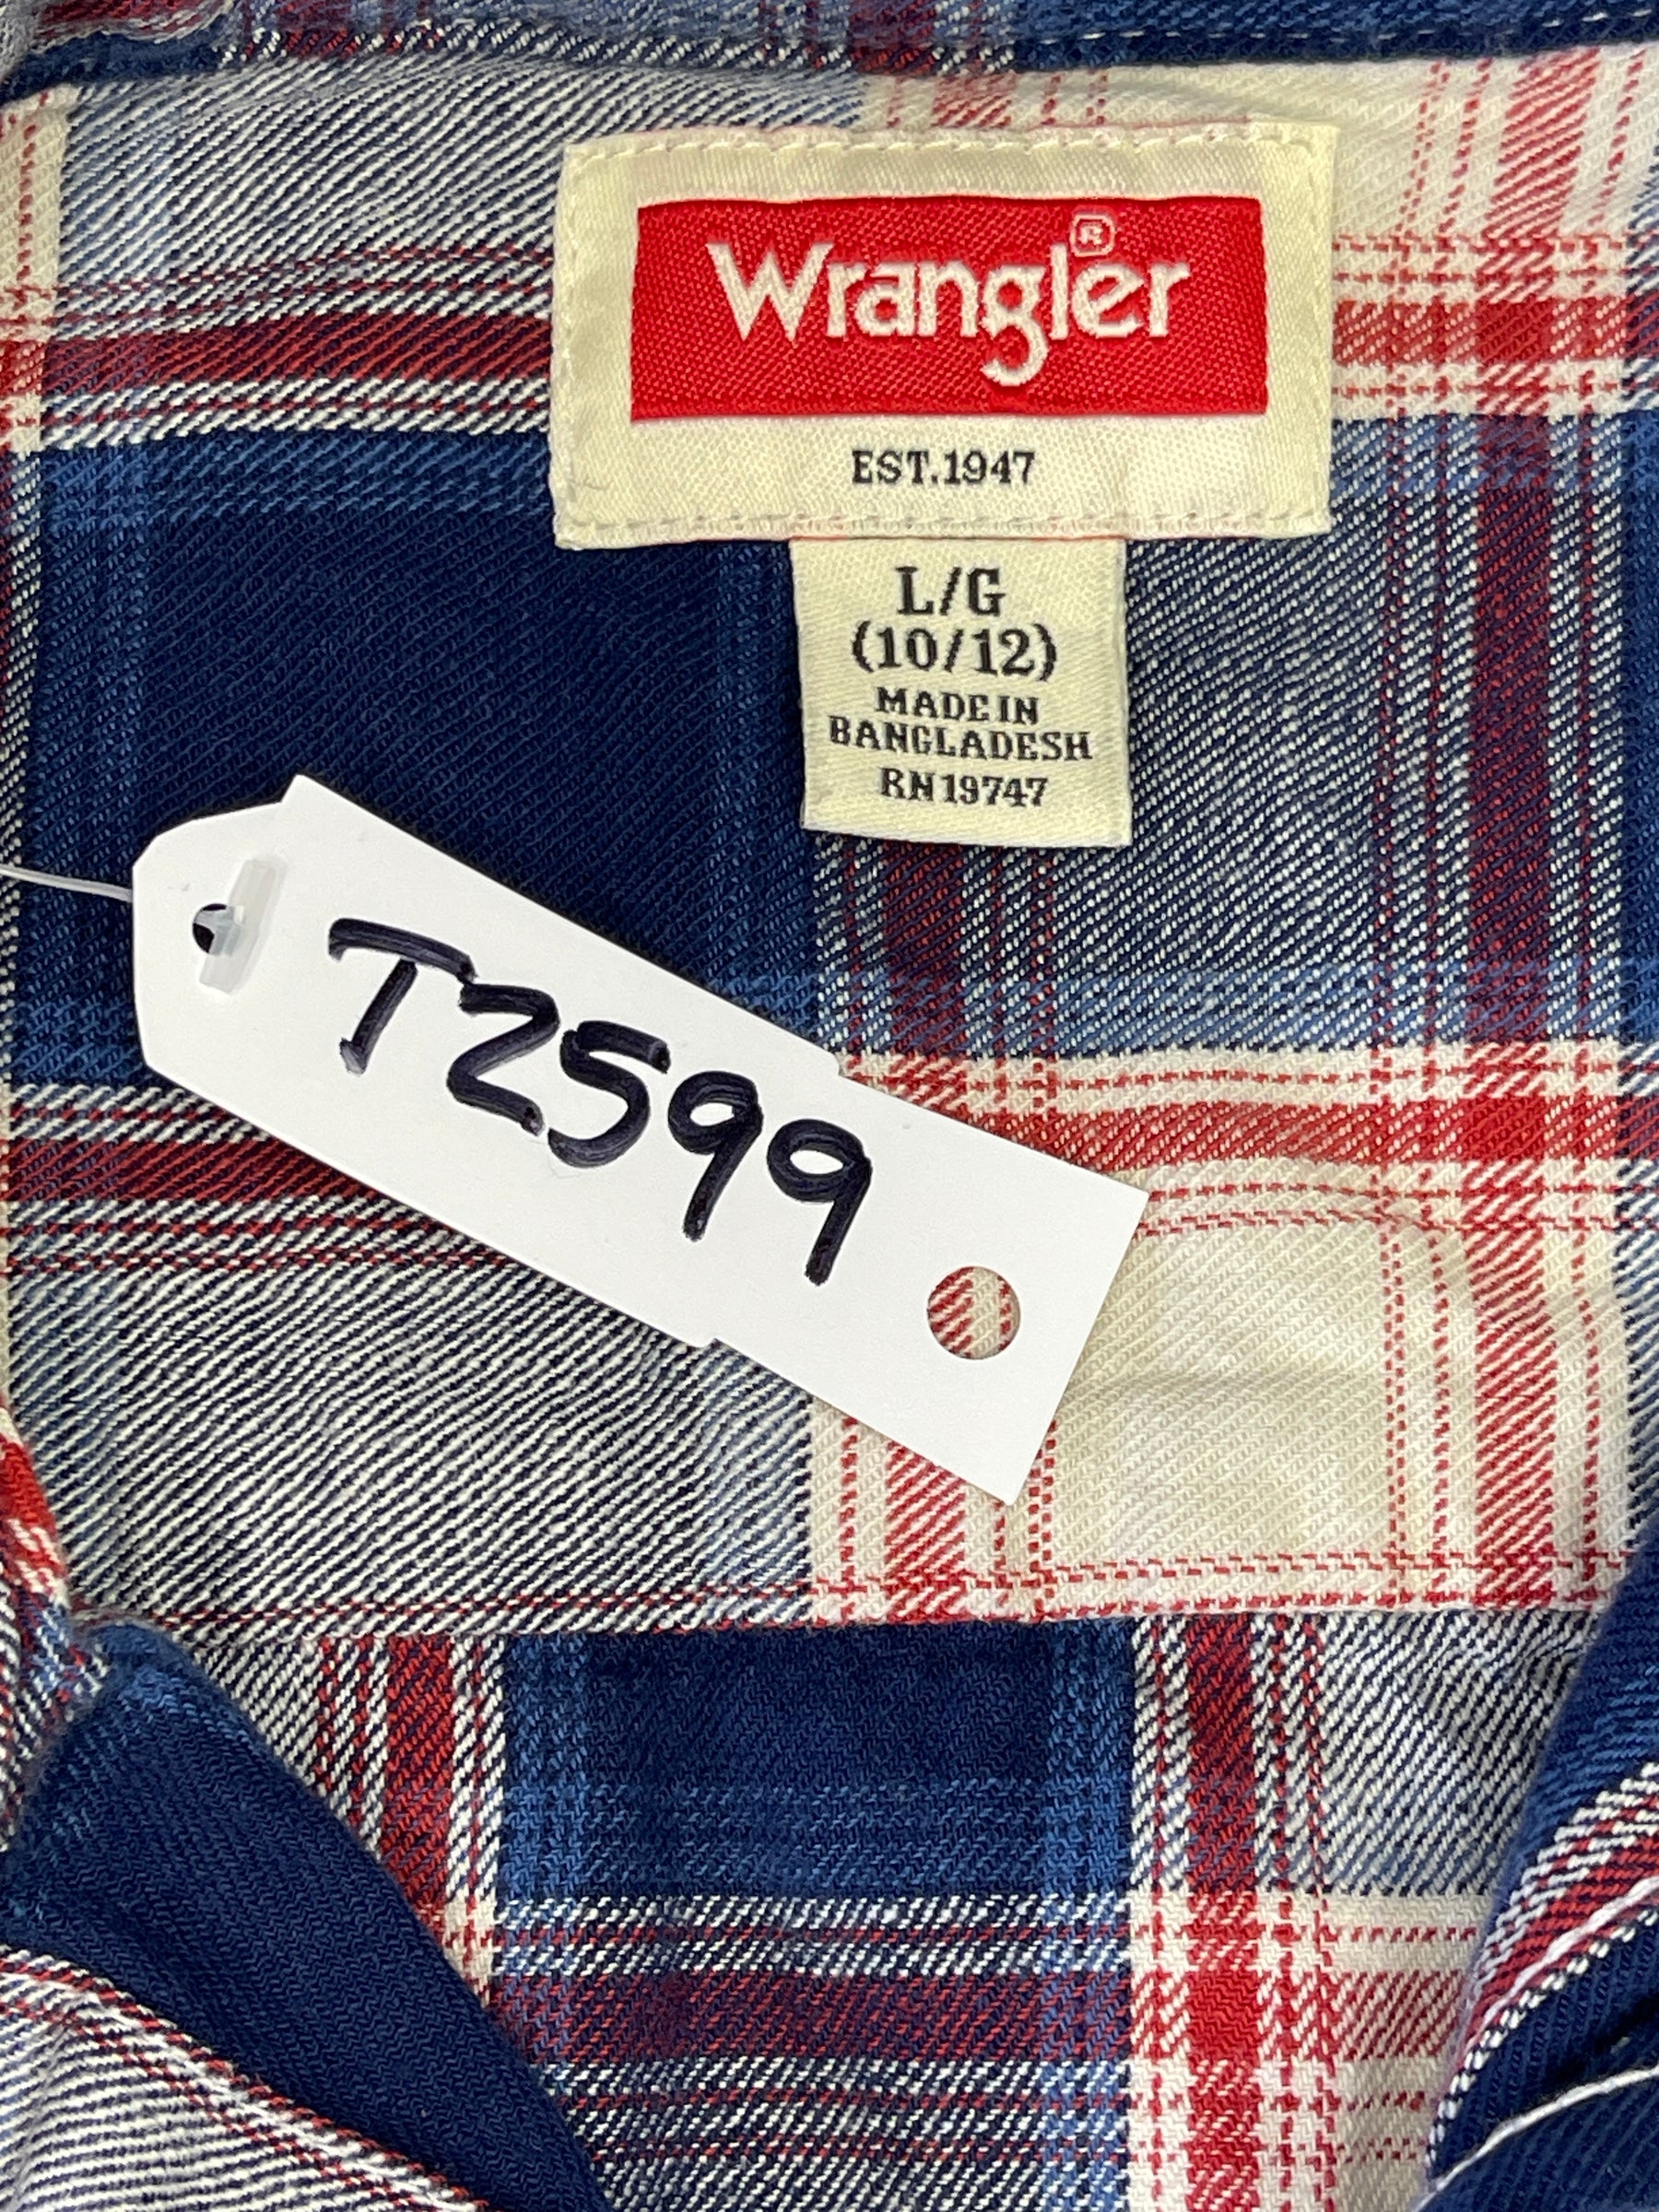 Wrangler®
EST.1947
L/G
(10/12)
MADE IN
BANGLADESH
RN19747
T2599